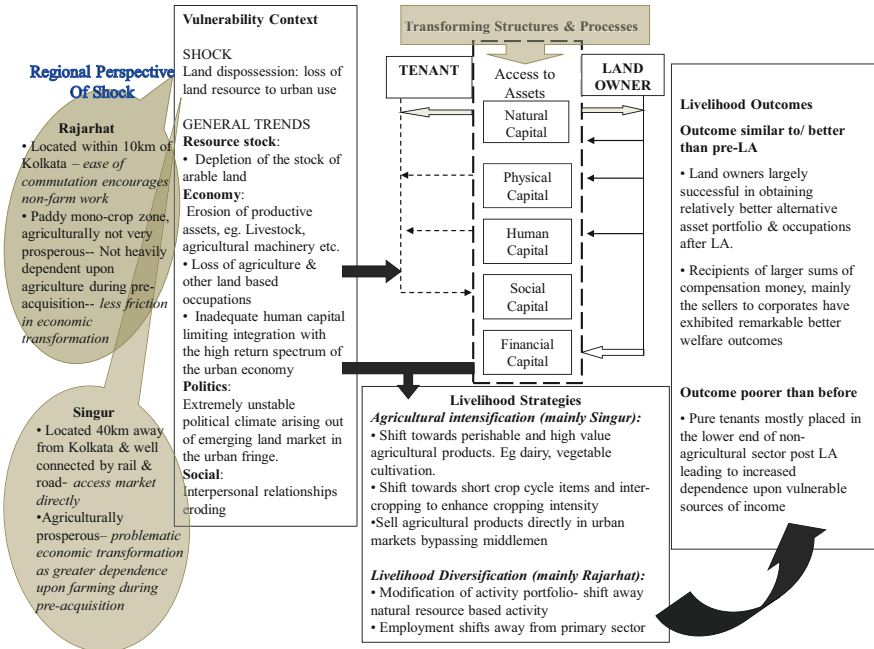 Regional Perspective
Of Shock
Rajarhat
• Located within 10km of
Kolkata – ease of
commutation encourages
non-farm work
• Paddy mono-crop zone,
agriculturally not very
prosperous-- Not heavily
dependent upon
agriculture during pre-
acquisition-- less friction
in economic
transformation
Singur
• Located 40km away
from Kolkata & well
connected by rail &
road- access market
directly
•Agriculturally
prosperous– problematic
economic transformation
as greater dependence
upon farming during
pre-acquisition
Vulnerability Context
SHOCK
Land dispossession: loss of
land resource to urban use
GENERAL TRENDS
Resource stock:
• Depletion of the stock of
arable land
Economy:
Erosion of productive
assets, eg. Livestock,
agricultural machinery etc.
• Loss of agriculture &
other land based
occupations
• Inadequate human capital
limiting integration with
the high return spectrum of
the urban economy
Politics:
Extremely unstable
political climate arising out
of emerging land market in
the urban fringe.
Social:
Interpersonal relationships
eroding
Transforming Structures & Processes
TENANT
Access to
Assets
LAND
OWNER
Natural
Capital
Physical
Capital
Human
Capital
Social
Capital
Financial
Capital
Livelihood Strategies
Agricultural intensification (mainly Singur):
• Shift towards perishable and high value
agricultural products. Eg dairy, vegetable
cultivation.
• Shift towards short crop cycle items and inter-
cropping to enhance cropping intensity
•Sell agricultural products directly in urban
markets bypassing middlemen
Livelihood Diversification (mainly Rajarhat):
• Modification of activity portfolio- shift away
natural resource based activity
• Employment shifts away from primary sector
Livelihood Outcomes
Outcome similar to/ better
than pre-LA
• Land owners largely
successful in obtaining
relatively better alternative
asset portfolio & occupations
after LA.
• Recipients of larger sums of
compensation money, mainly
the sellers to corporates have
exhibited remarkable better
welfare outcomes
Outcome poorer than before
• Pure tenants mostly placed in
the lower end of non-
agricultural sector post LA
leading to increased
dependence upon vulnerable
sources of income